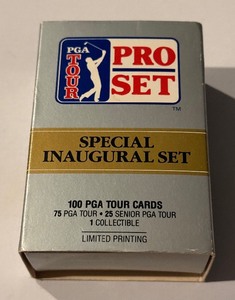 PGA
TOUR
PRO
SET
TM
SPECIAL
INAUGURAL SET
100 PGA TOUR CARDS
75 PGA TOUR • 25 SENIOR PGA TOUR
1 COLLECTIBLE
LIMITED PRINTING